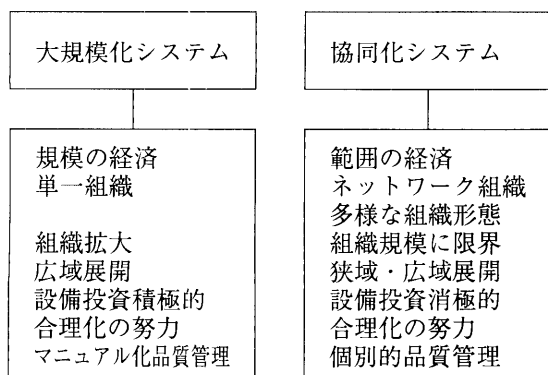 大規模化システム
規模の経済
単一組織
組織拡大
広域展開
設備投資積極的
合理化の努力
マニュアル化品質管理
協同化システム
範囲の経済
ネットワーク組織
多様な組織形態
組織規模に限界
狭域・広域展開
設備投資消極的
合理化の努力
個別的品質管理